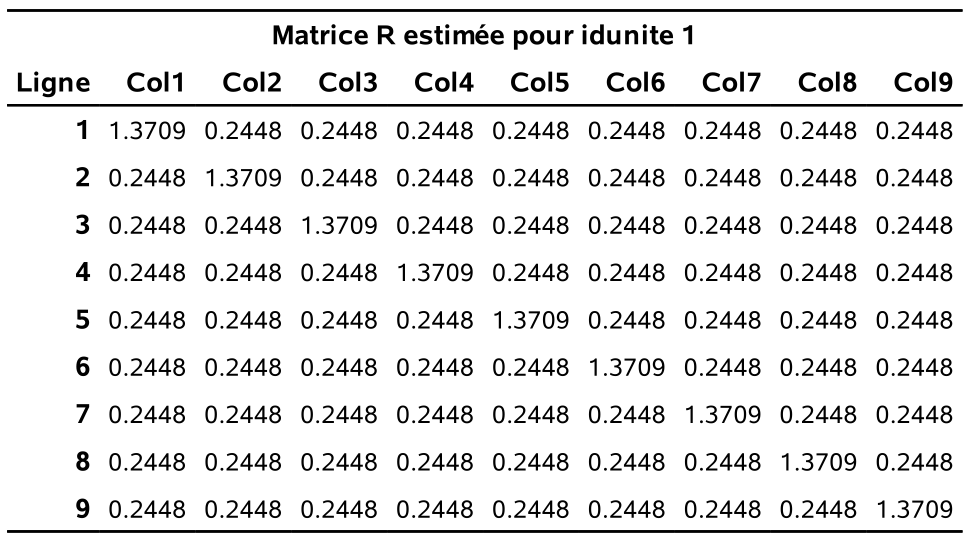 Matrice R estimée pour idunite 1
Ligne Col1 Col2 Col3 Col4 Col5 Col6 Col7 Col8 Col9
1 1.3709 0.2448 0.2448 0.2448 0.2448 0.2448 0.2448 0.2448 0.2448
2 0.2448 1.3709 0.2448 0.2448 0.2448 0.2448 0.2448 0.2448 0.2448
3 0.2448 0.2448 1.3709 0.2448 0.2448 0.2448 0.2448 0.2448 0.2448
4 0.2448 0.2448 0.2448 1.3709 0.2448 0.2448 0.2448 0.2448 0.2448
5 0.2448 0.2448 0.2448 0.2448 1.3709 0.2448 0.2448 0.2448 0.2448
6 0.2448 0.2448 0.2448 0.2448 0.2448 1.3709 0.2448 0.2448 0.2448
7 0.2448 0.2448 0.2448 0.2448 0.2448 0.2448 1.3709 0.2448 0.2448
8 0.2448 0.2448 0.2448 0.2448 0.2448 0.2448 0.2448 1.3709 0.2448
9 0.2448 0.2448 0.2448 0.2448 0.2448 0.2448 0.2448 0.2448 1.3709